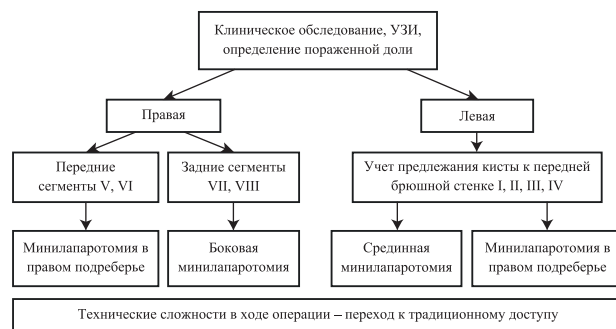 Клиническое обследование, УЗИ,
определение пораженной доли
Правая
Левая
Передние
сегменты V, VI
Задние сегменты
VII, VIII
Учет предлежания кисты к передней
брюшной стенке I, II, III, IV
Минилапаротомия в
правом подреберье
Боковая
минилапаротомия
Срединная
минилапаротомия
Минилапаротомия в
правом подреберье
Технические сложности в ходе операции – переход к традиционному доступу